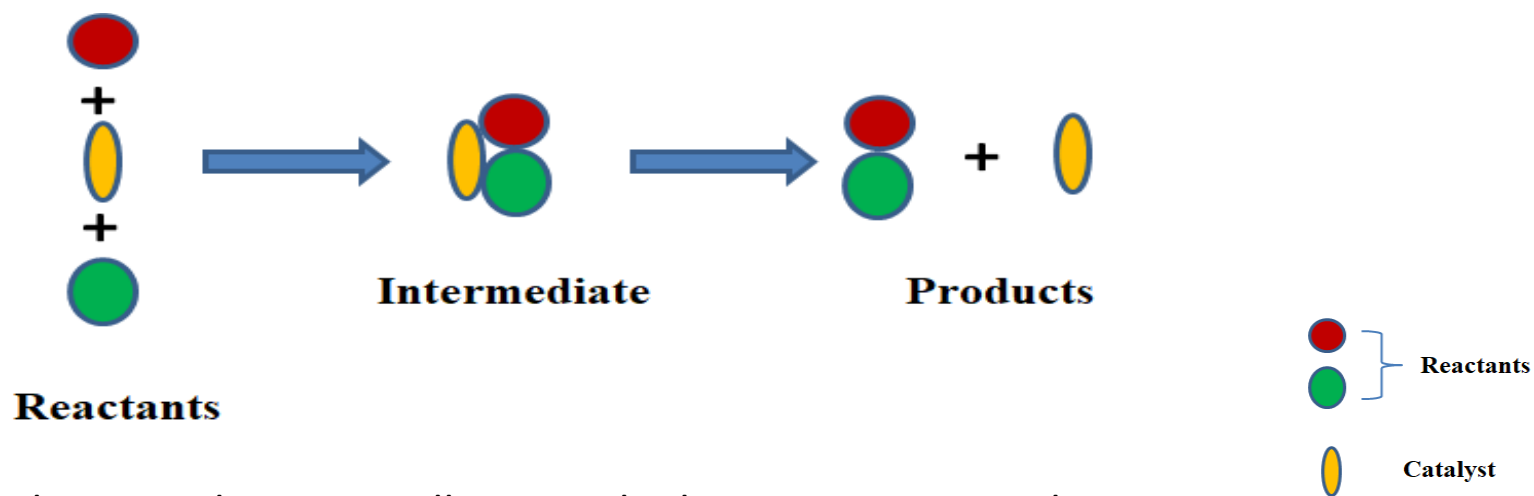 +
+
+
Intermediate
Products
Reactants
Reactants
Catalyst